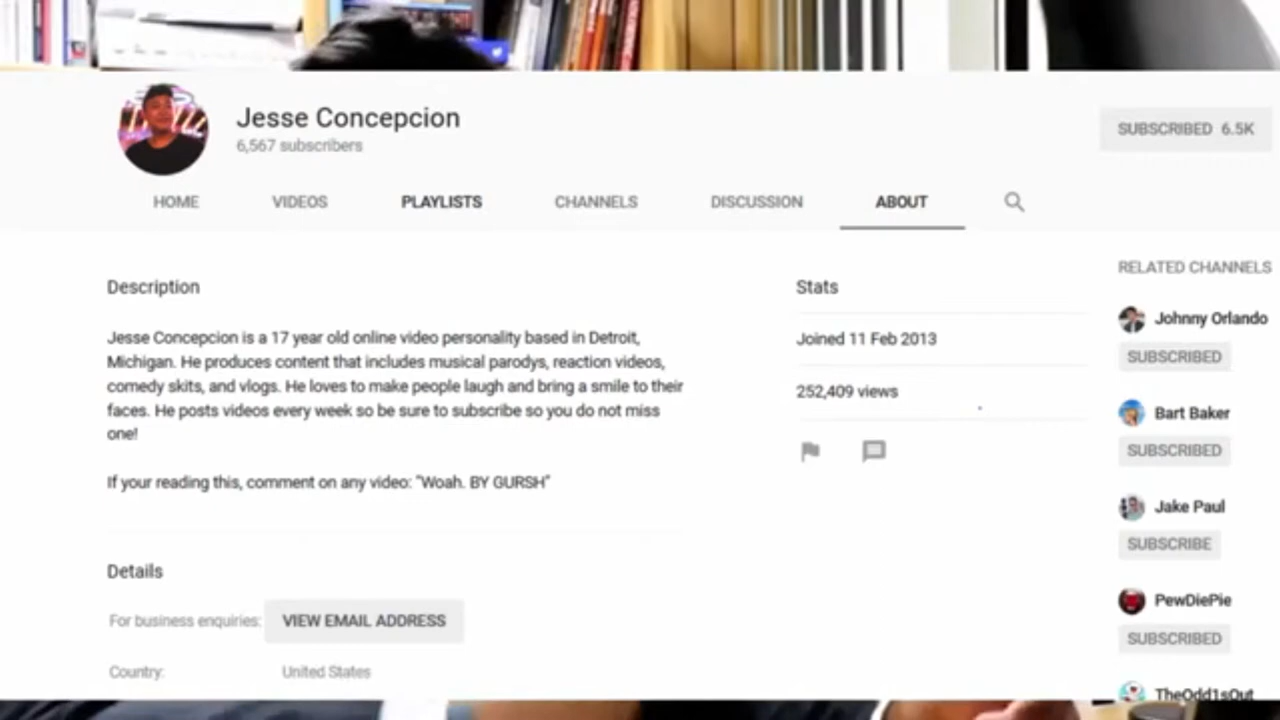 Jesse Concepcion
6,567 subscribers
SUBSCRIBED 6.5K
HOME VIDEOS PLAYLISTS CHANNELS DISCUSSION ABOUT
Description
Jesse Concepcion is a 17 year old online video personality based in Detroit,
Michigan. He produces content that includes musical parodys, reaction videos,
comedy skits, and vlogs. He loves to make people laugh and bring a smile to their
faces. He posts videos every week so be sure to subscribe so you do not miss
one!
If your reading this, comment on any video: "Woah. BY GURSH"
Details
For business enquiries: VIEW EMAIL ADDRESS
Country: United States
Stats
Joined 11 Feb 2013
252,409 views
RELATED CHANNELS
Johnny Orlando
SUBSCRIBED
Bart Baker
SUBSCRIBED
Jake Paul
SUBSCRIBE
PewDiePie
SUBSCRIBED
TheOdd1sOut